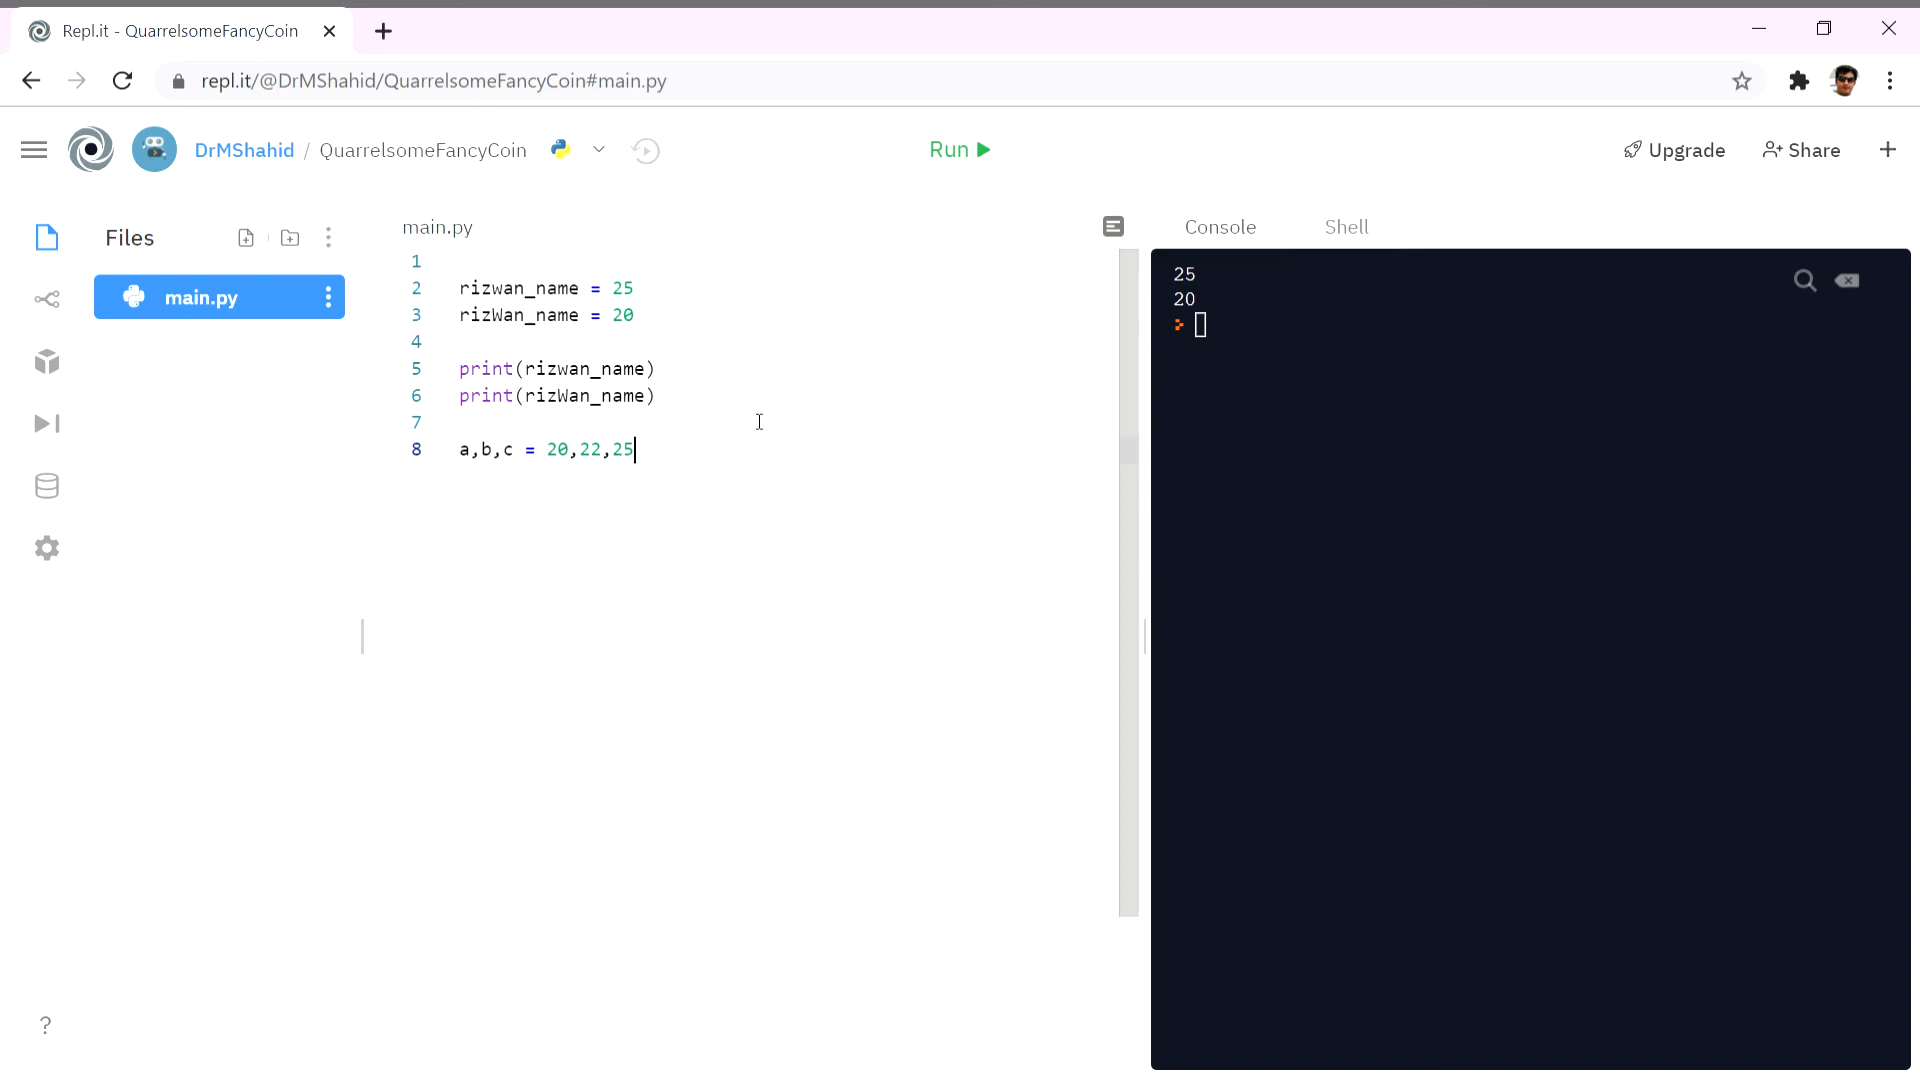 Repl.it - QuarrelsomeFancyCoin
repl.it/@DrMShahid/QuarrelsomeFancyCoin#main.py
DrMShahid / QuarrelsomeFancyCoin
Run
Upgrade
Share
Files
main.py
main.py
1
2 rizwan_name = 25
3 rizWan_name = 20
4
5 print(rizwan_name)
6 print(rizWan_name)
7
8 a,b,c = 20,22,25
Console
Shell
25
20
>
?